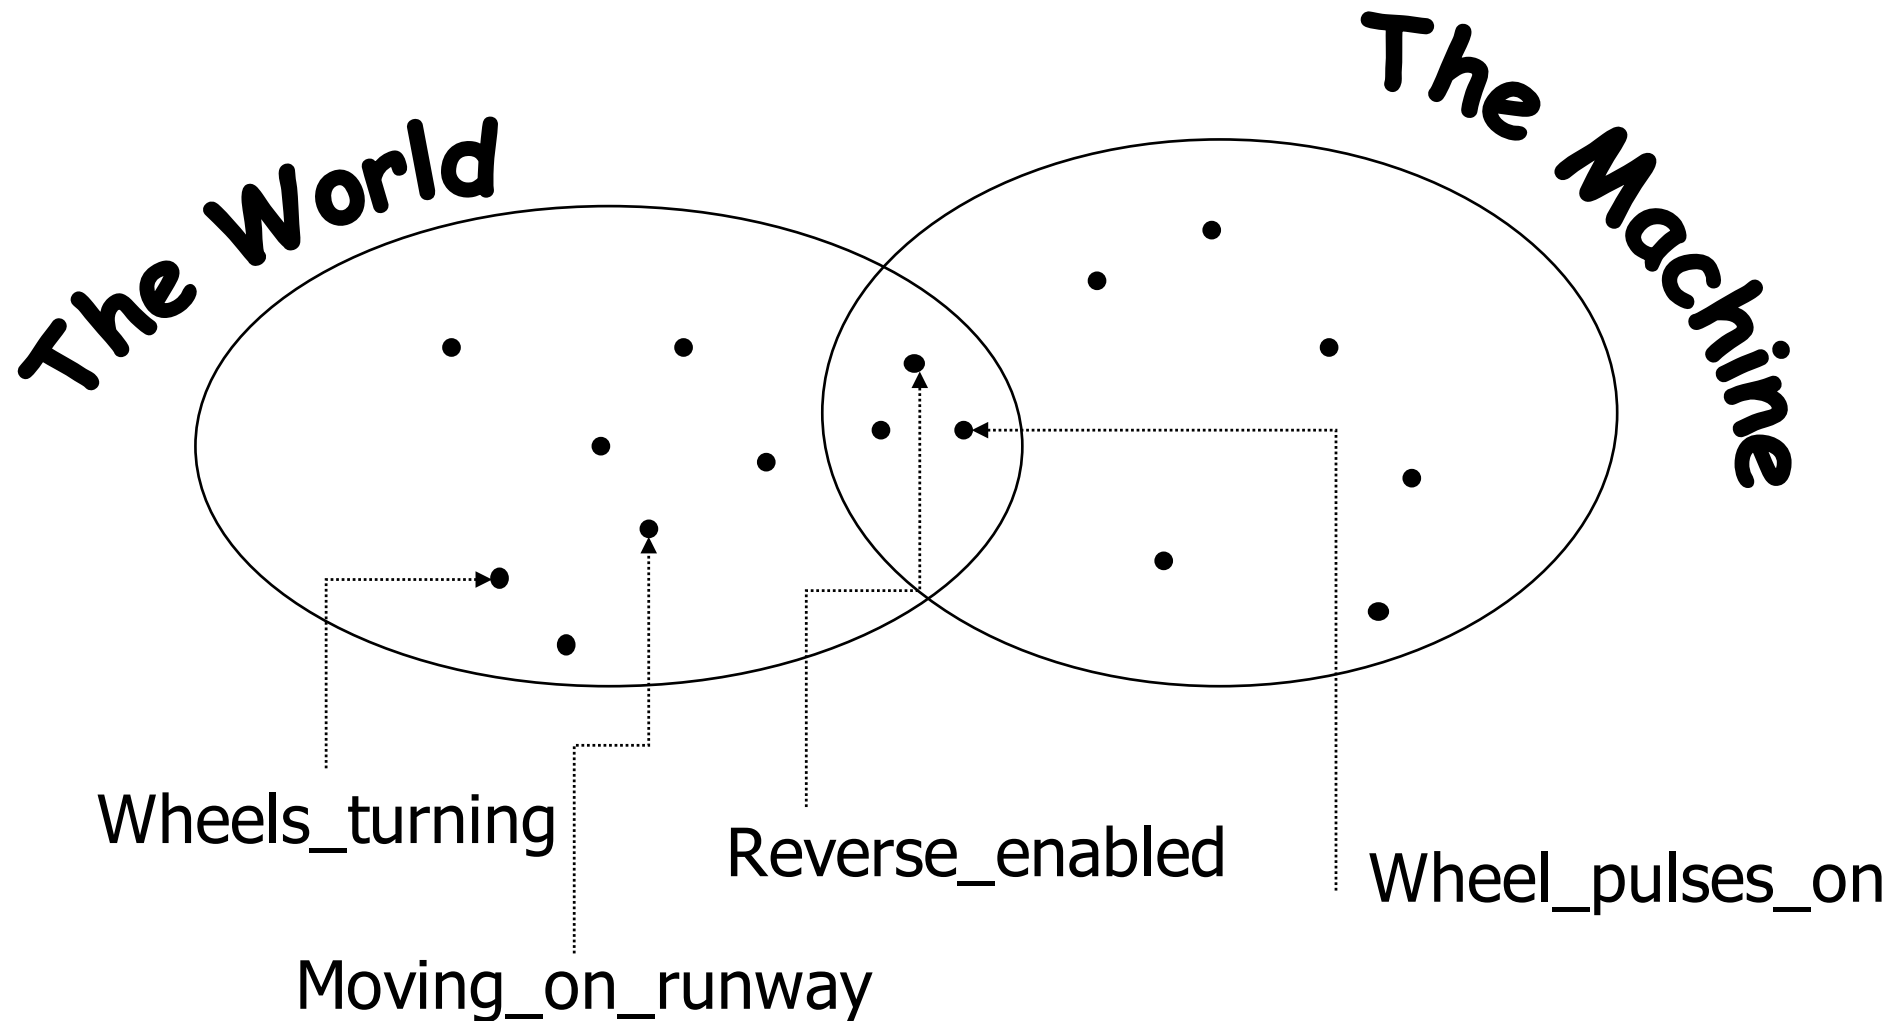 The World
The Machine
Wheels_turning
Reverse_enabled
Wheel_pulses_on
Moving_on_runway